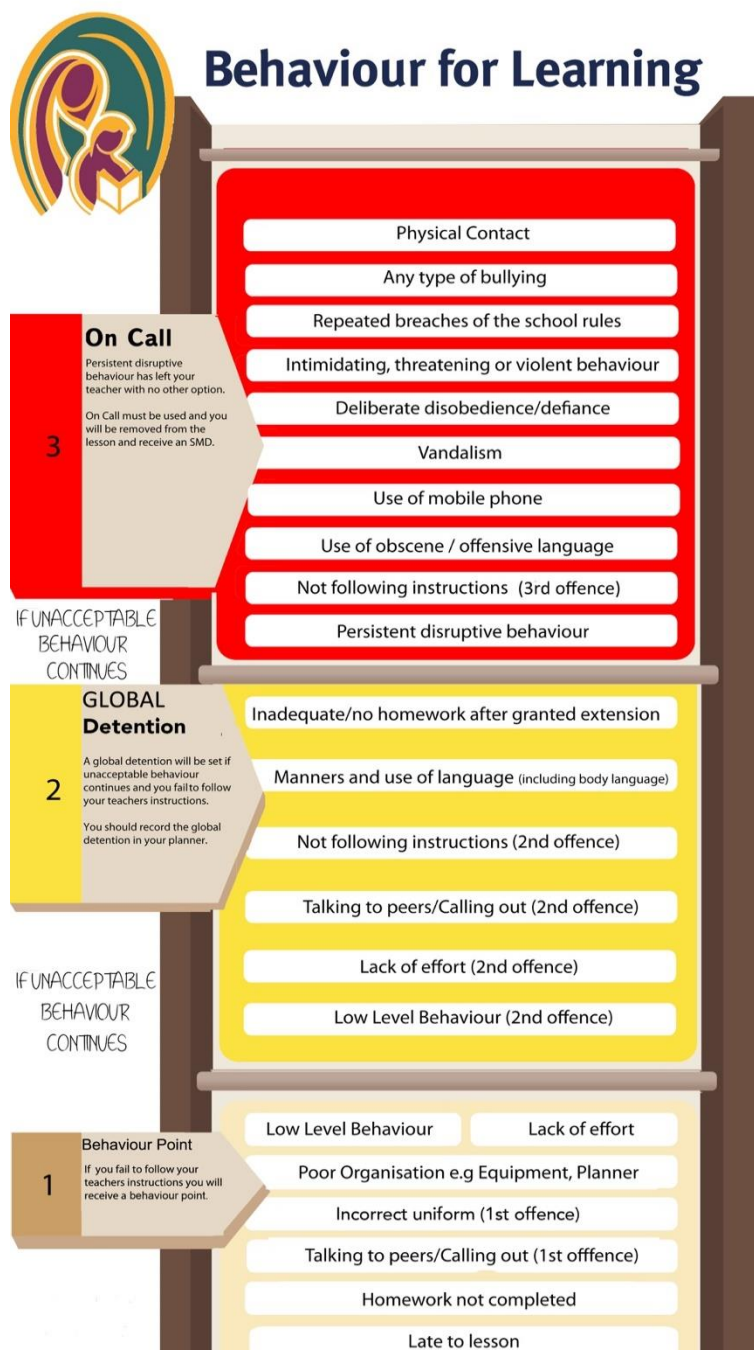 Behaviour for Learning
Physical Contact
Any type of bullying
Repeated breaches of the school rules
Intimidating, threatening or violent behaviour
Deliberate disobedience/defiance
Vandalism
Use of mobile phone
Use of obscene / offensive language
Not following instructions (3rd offence)
Persistent disruptive behaviour
3
On Call
Persistent disruptive
behaviour has left your
teacher with no other option.
On Call must be used and you
will be removed from the
lesson and receive an SMD.
IF UNACCEPTABLE
BEHAVIOUR
CONTINUES
2
GLOBAL
Detention
A global detention will be set if
unacceptable behaviour
continues and you fail to follow
your teachers instructions.
You should record the global
detention in your planner.
Inadequate/no homework after granted extension
Manners and use of language (including body language)
Not following instructions (2nd offence)
Talking to peers/Calling out (2nd offence)
Lack of effort (2nd offence)
Low Level Behaviour (2nd offence)
IF UNACCEPTABLE
BEHAVIOUR
CONTINUES
1
Behaviour Point
If you fail to follow your
teachers instructions you will
receive a behaviour point.
Low Level Behaviour
Lack of effort
Poor Organisation e.g Equipment, Planner
Incorrect uniform (1st offence)
Talking to peers/Calling out (1st offfence)
Homework not completed
Late to lesson